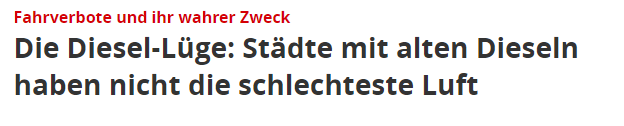 Fahrverbote und ihr wahrer Zweck
Die Diesel-Lüge: Städte mit alten Dieseln
haben nicht die schlechteste Luft